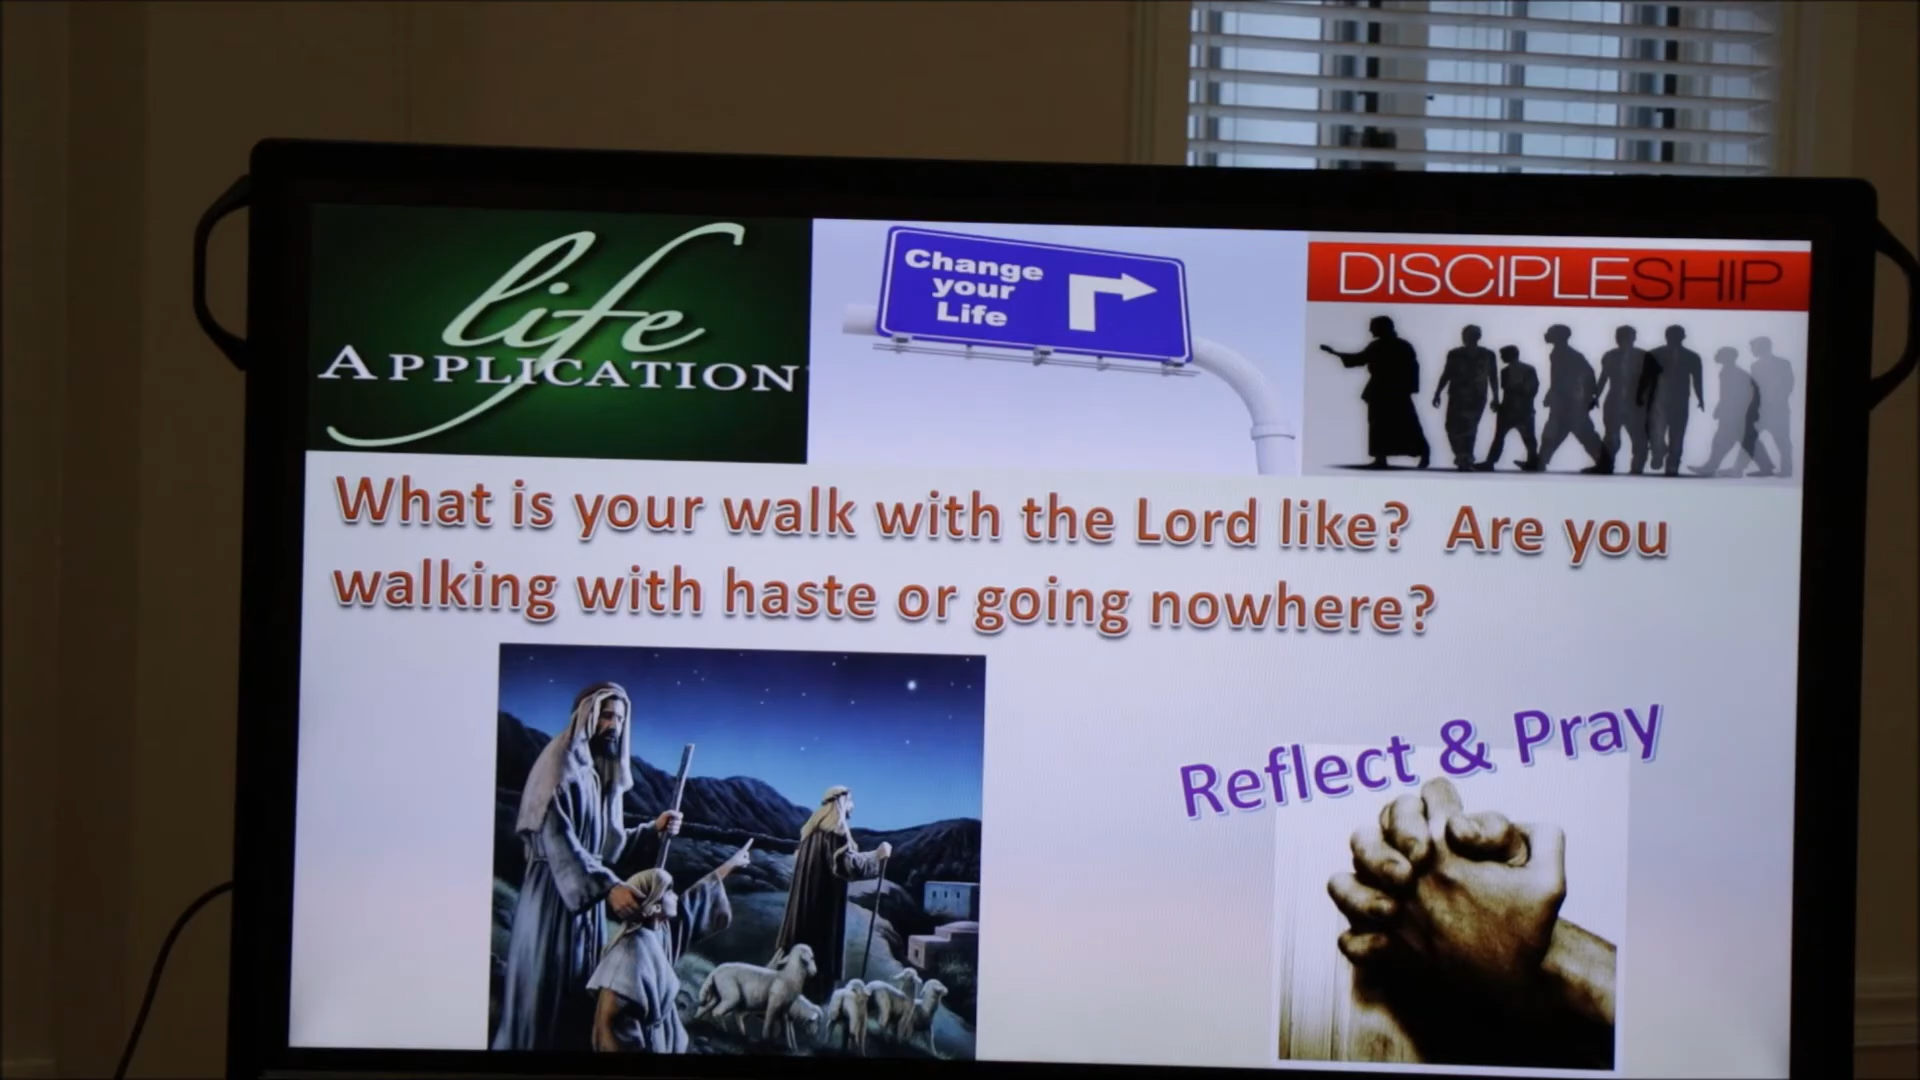 life
APPLICATION
Change
your
Life
DISCIPLESHIP
What is your walk with the Lord like? Are you
walking with haste or going nowhere?
Reflect & Pray